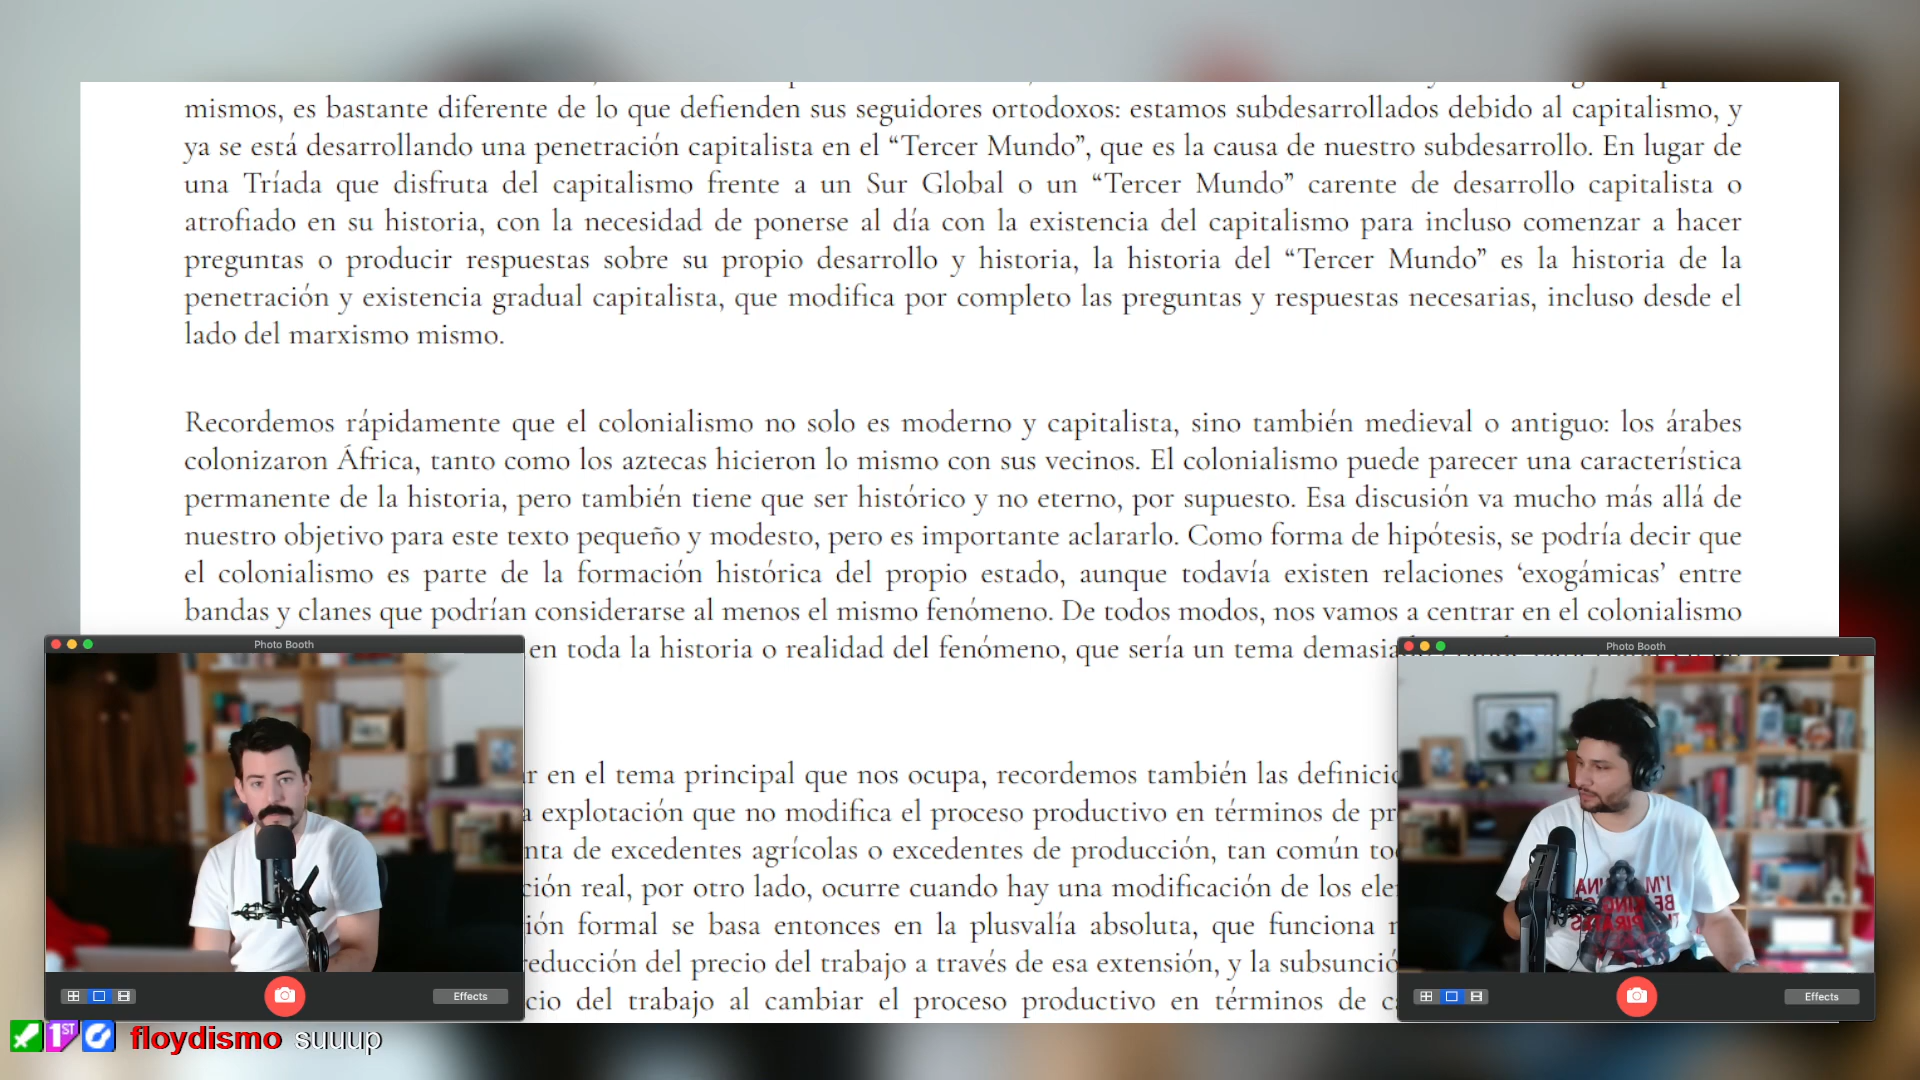 mismos, es bastante diferente de lo que defienden sus seguidores ortodoxos: estamos subdesarrollados debido al capitalismo, y
ya se está desarrollando una penetración capitalista en el “Tercer Mundo”, que es la causa de nuestro subdesarrollo. En lugar de
una Tríada que disfruta del capitalismo frente a un Sur Global o un “Tercer Mundo” carente de desarrollo capitalista o
atrofiado en su historia, con la necesidad de ponerse al día con la existencia del capitalismo para incluso comenzar a hacer
preguntas o producir respuestas sobre su propio desarrollo y historia, la historia del “Tercer Mundo” es la historia de la
penetración y existencia gradual capitalista, que modifica por completo las preguntas y respuestas necesarias, incluso desde el
lado del marxismo mismo.
Recordemos rápidamente que el colonialismo no solo es moderno y capitalista, sino también medieval o antiguo: los árabes
colonizaron África, tanto como los aztecas hicieron lo mismo con sus vecinos. El colonialismo puede parecer una característica
permanente de la historia, pero también tiene que ser histórico y no eterno, por supuesto. Esa discusión va mucho más allá de
nuestro objetivo para este texto pequeño y modesto, pero es importante aclararlo. Como forma de hipótesis, se podría decir que
el colonialismo es parte de la formación histórica del propio estado, aunque todavía existen relaciones ‘exogámicas’ entre
bandas y clanes que podrían considerarse al menos el mismo fenómeno. De todos modos, nos vamos a centrar en el colonialismo
en toda la historia o realidad del fenómeno, que sería un tema
en el tema principal que nos ocupa, recordemos también las
explotación que no modifica el proceso productivo en términos de
de excedentes agrícolas o excedentes de producción, tan común
real, por otro lado, ocurre cuando hay una modificación de los
formal se basa entonces en la plusvalía absoluta, que funciona
del precio del trabajo a través de esa extensión, y la
del trabajo al cambiar el proceso productivo en términos de
Photo Booth
Effects
Photo Booth
I'M
BE KING
PIRATES
Effects
1ST
floydismo suuup